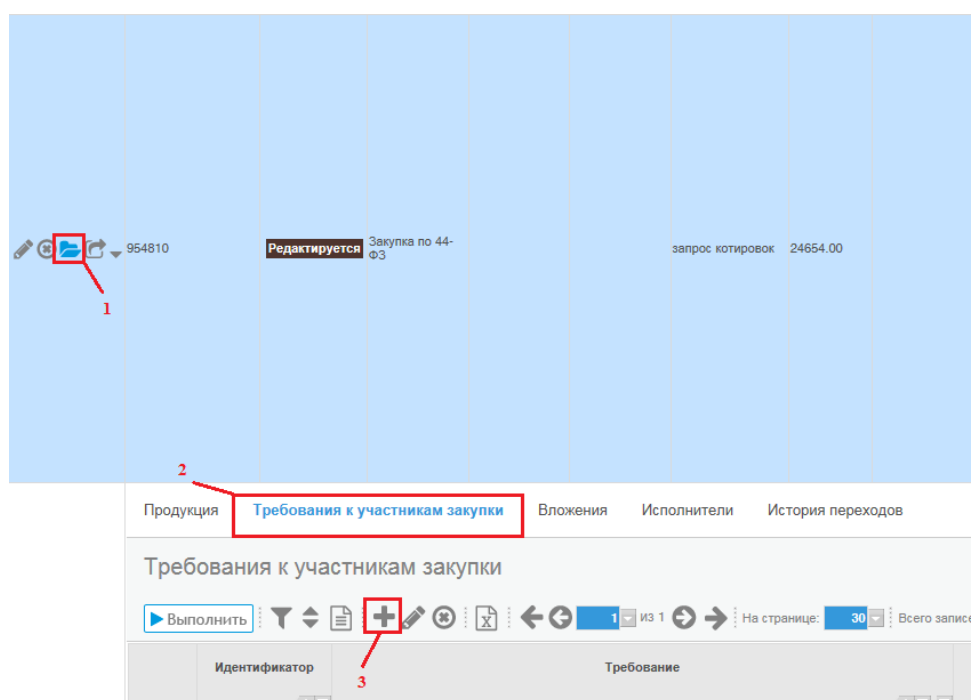 954810 Редактируется Закупка по 44-
ФЗ запрос котировок 24654.00
1
2
Продукция Требования к участникам закупки Вложения Исполнители История переходов
Требования к участникам закупки
Выполнить 1 из 1 На странице: 30 Всего записе
Идентификатор Требование
3